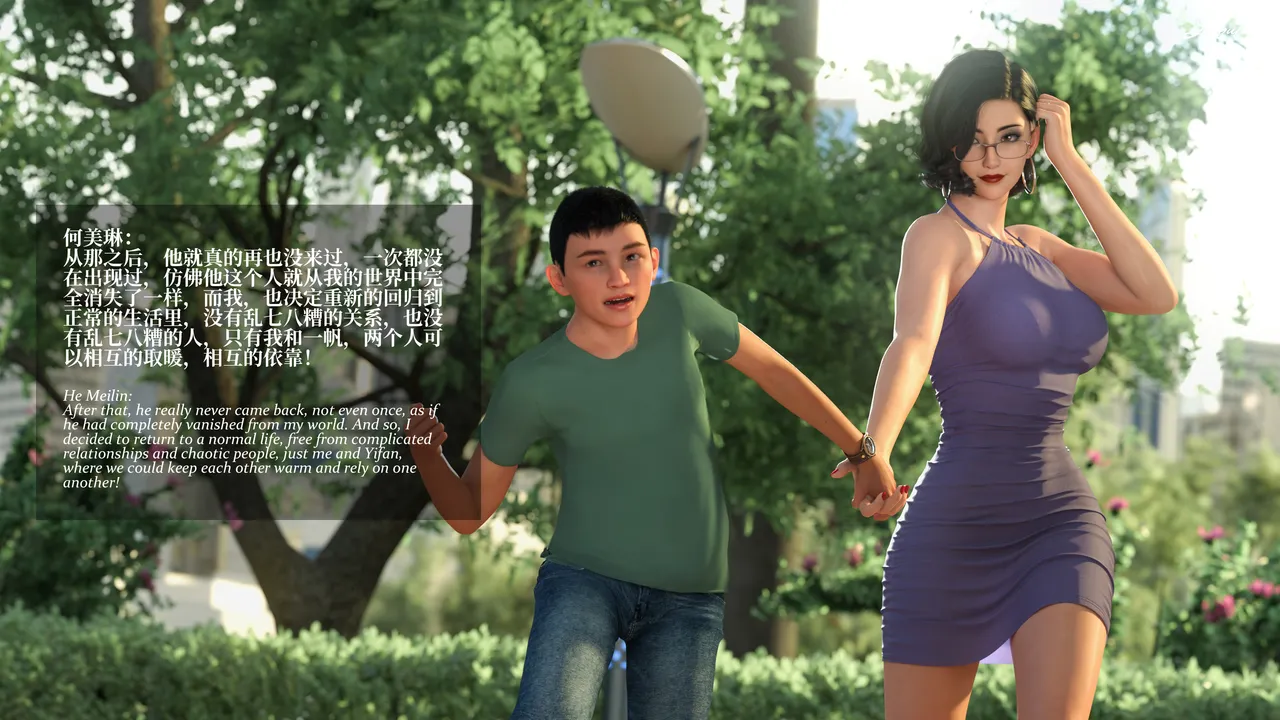 何美琳：
从那之后，他就真的再也没来过，一次都没
在出现过，仿佛他这个人就从我的世界中完
全消失了一样，而我，也决定重新的回归到
正常的生活里，没有乱七八糟的关系，也没
有乱七八糟的人，只有我和一帆，两个人可
以相互的取暖，相互的依靠！
He Meilin:
After that, he really never came back, not even once, as if
he had completely vanished from my world. And so, I
decided to return to a normal life, free from complicated
relationships and chaotic people, just me and Yifan,
where we could keep each other warm and rely on one
another!